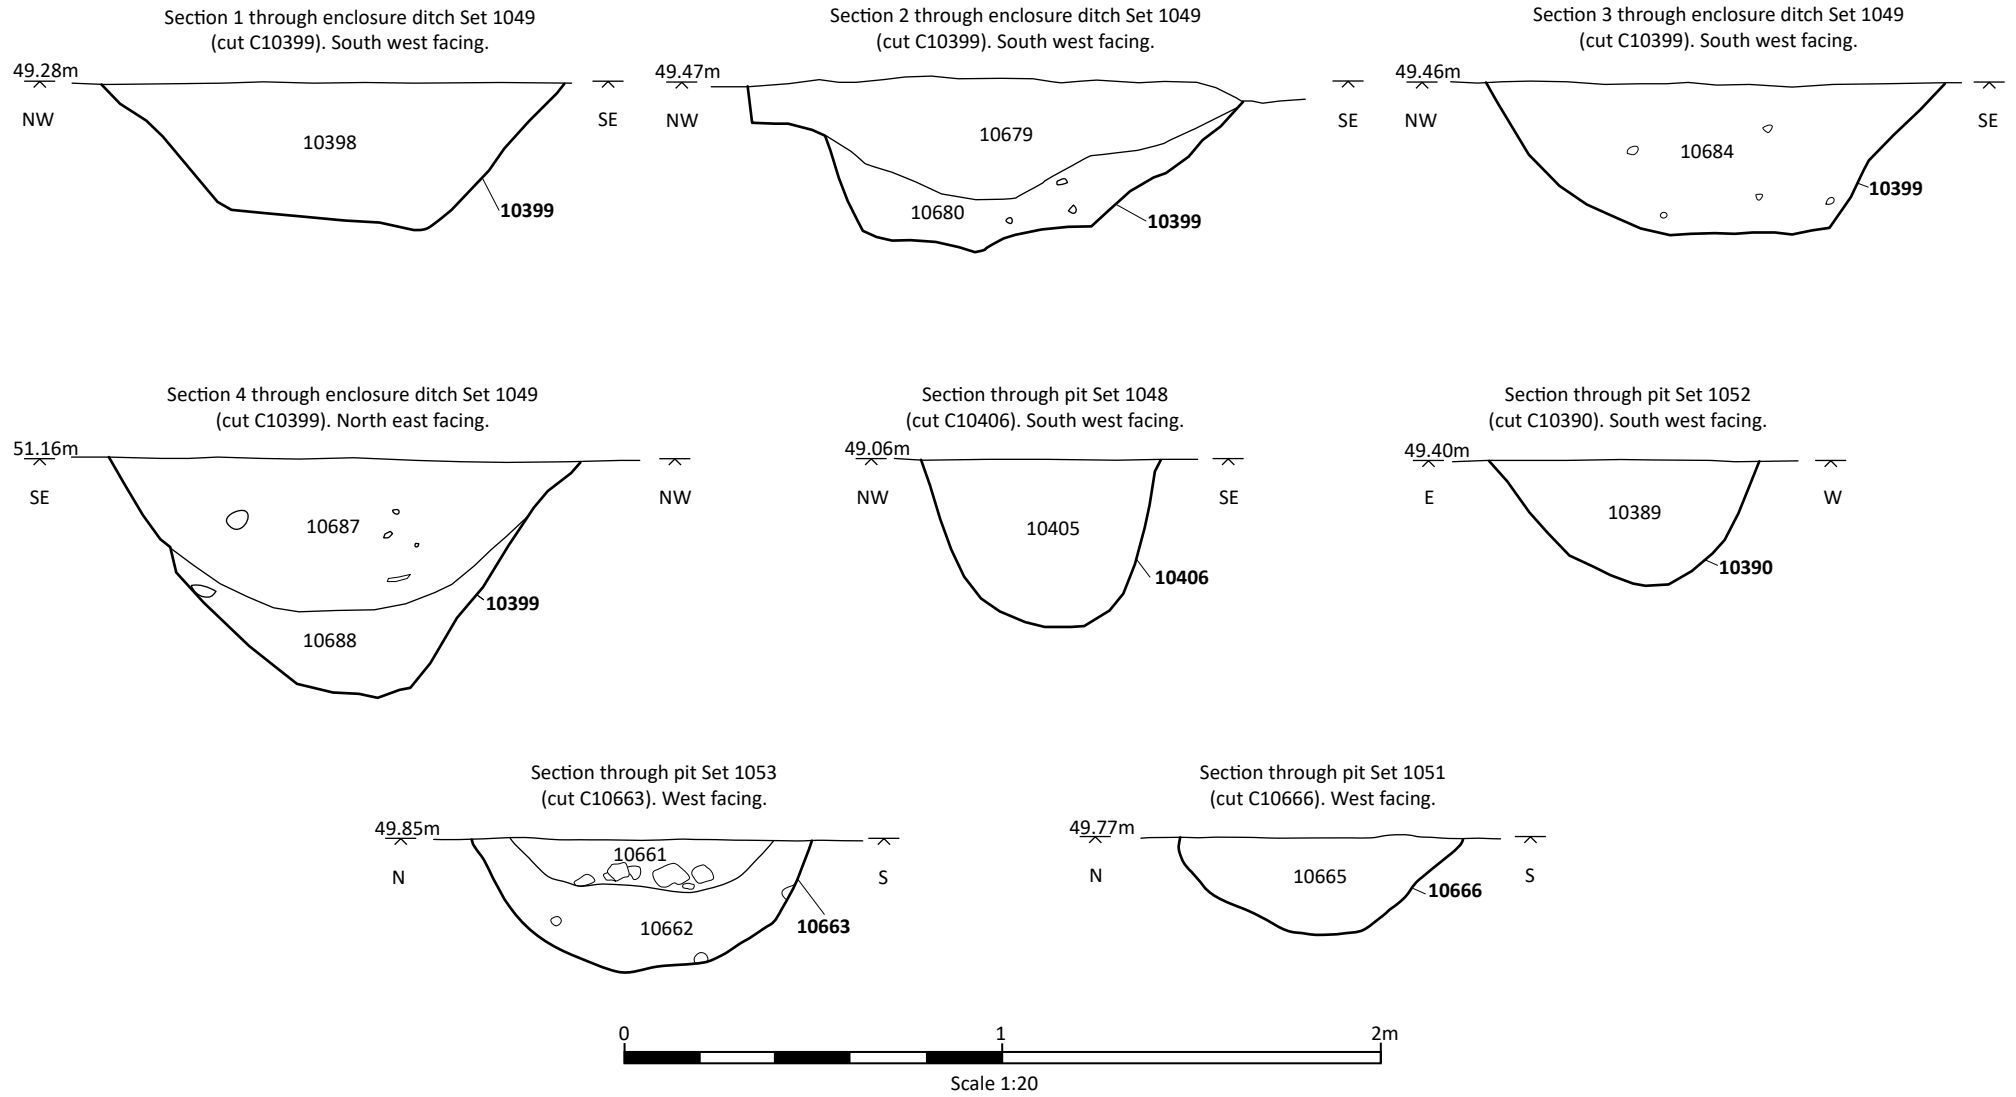 Section 1 through enclosure ditch Set 1049
(cut C10399). South west facing.
49.28m
NW
SE
10398
10399
Section 2 through enclosure ditch Set 1049
(cut C10399). South west facing.
49.47m
NW
SE
10679
10680
10399
Section 3 through enclosure ditch Set 1049
(cut C10399). South west facing.
49.46m
NW
SE
10684
10399
Section 4 through enclosure ditch Set 1049
(cut C10399). North east facing.
51.16m
SE
NW
10687
10399
10688
Section through pit Set 1048
(cut C10406). South west facing.
49.06m
NW
SE
10405
10406
Section through pit Set 1052
(cut C10390). South west facing.
49.40m
E
W
10389
10390
Section through pit Set 1053
(cut C10663). West facing.
49.85m
10661
N
S
10662
10663
Section through pit Set 1051
(cut C10666). West facing.
49.77m
N
S
10665
10666
0
1
2m
Scale 1:20